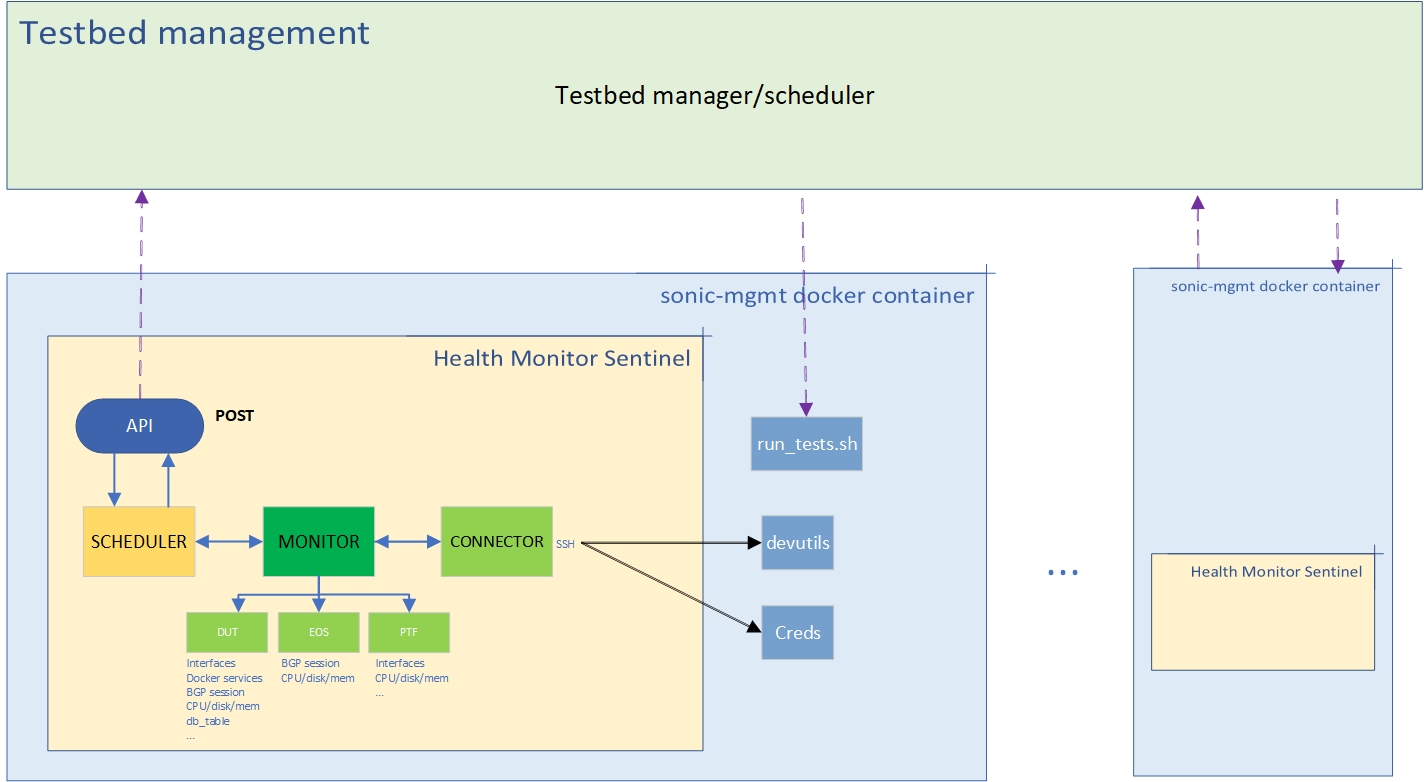 Testbed management
Testbed manager/scheduler
sonic-mgmt docker container
Health Monitor Sentinel
API
POST
run_tests.sh
SCHEDULER
MONITOR
CONNECTOR
SSH
devutils
Creds
DUT
Interfaces
Docker services
BGP session
CPU/disk/mem
db_table
...
EOS
BGP session
CPU/disk/mem
PTF
Interfaces
CPU/disk/mem
...
...
sonic-mgmt docker container
Health Monitor Sentinel